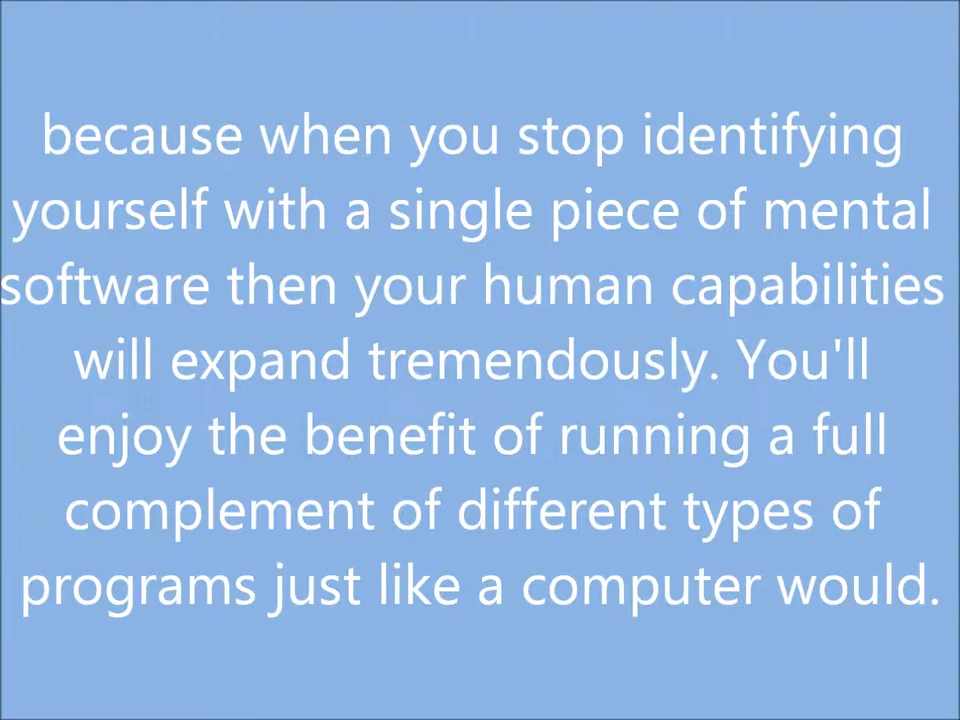 because when you stop identifying
yourself with a single piece of mental
software then your human capabilities
will expand tremendously. You'll
enjoy the benefit of running a full
complement of different types of
programs just like a computer would.